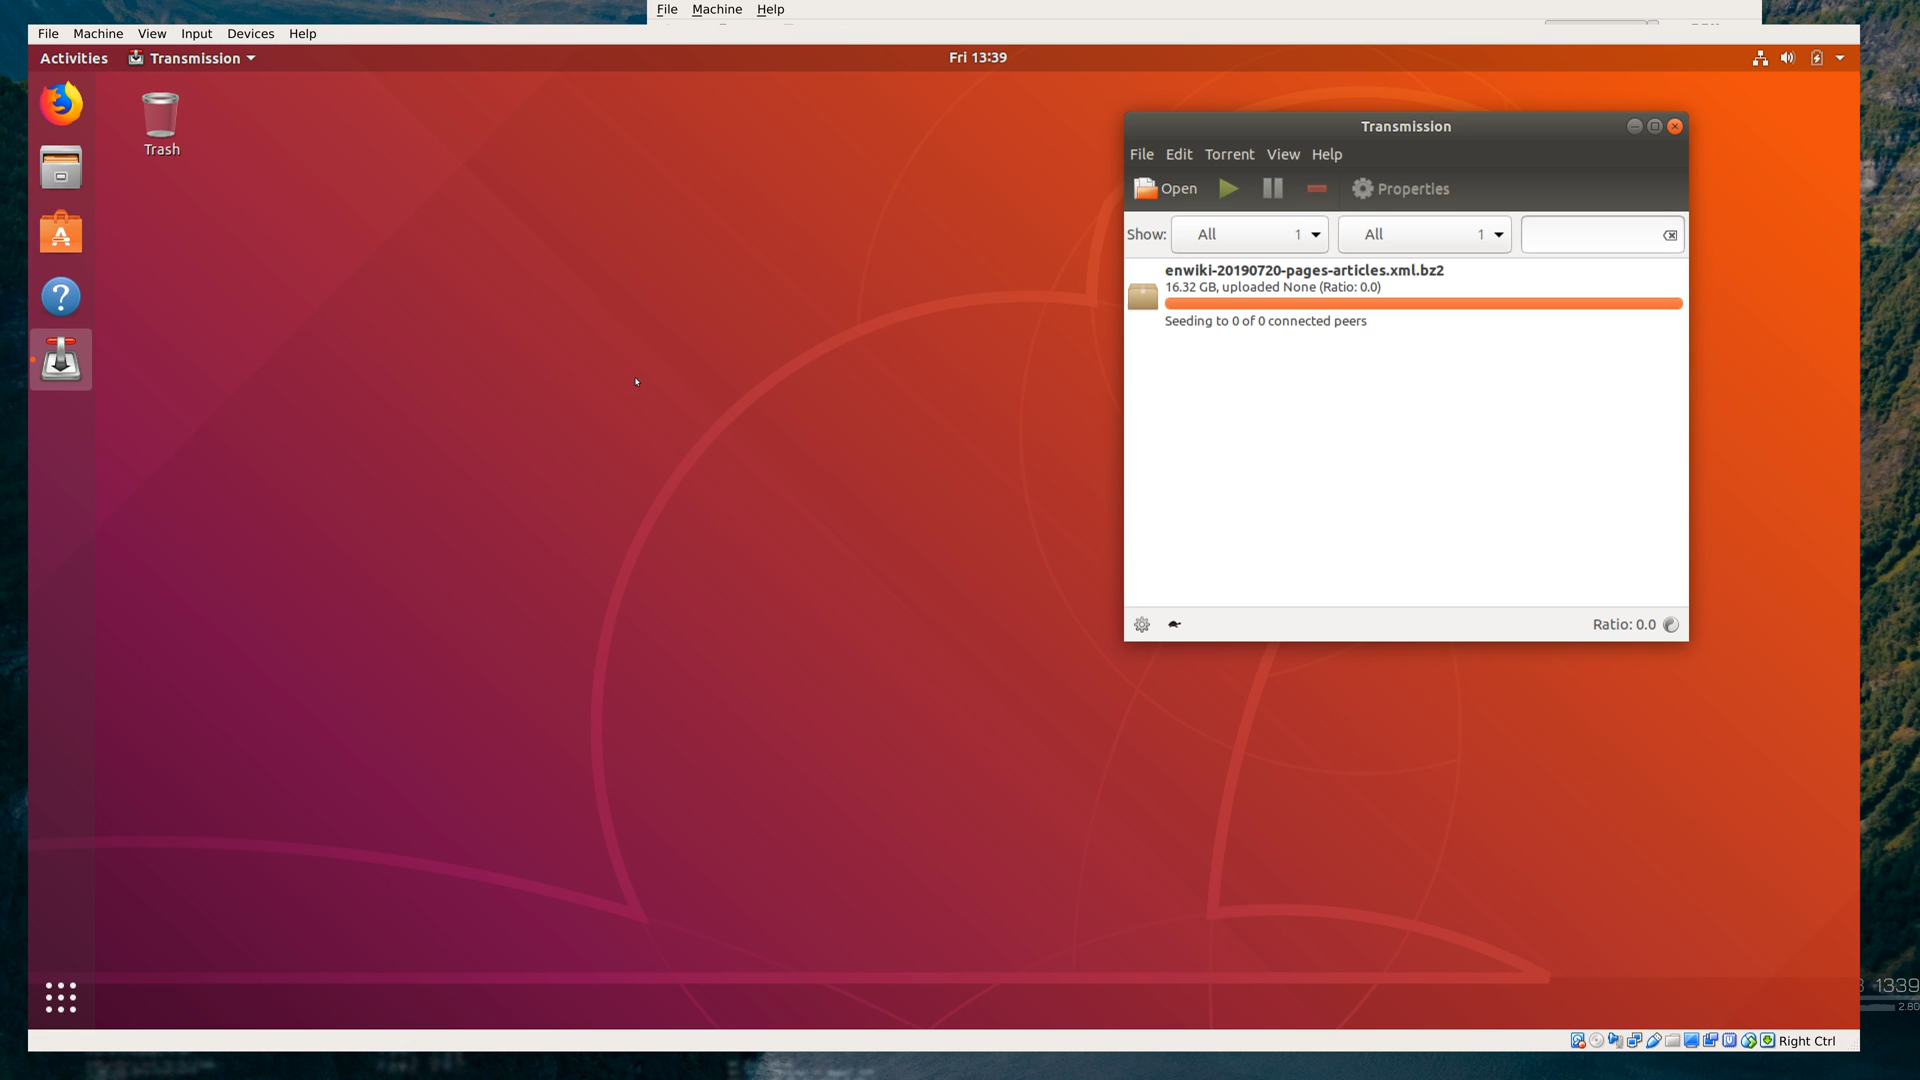 File Machine Help
File Machine View Input Devices Help
Activities Transmission Fri 13:39
Trash
Transmission
File Edit Torrent View Help
Open Properties
Show: All 1 All 1
enwiki-20190720-pages-articles.xml.bz2
16.32 GB, uploaded None (Ratio: 0.0)
Seeding to 0 of 0 connected peers
Ratio: 0.0
1339
2.80
Right Ctrl